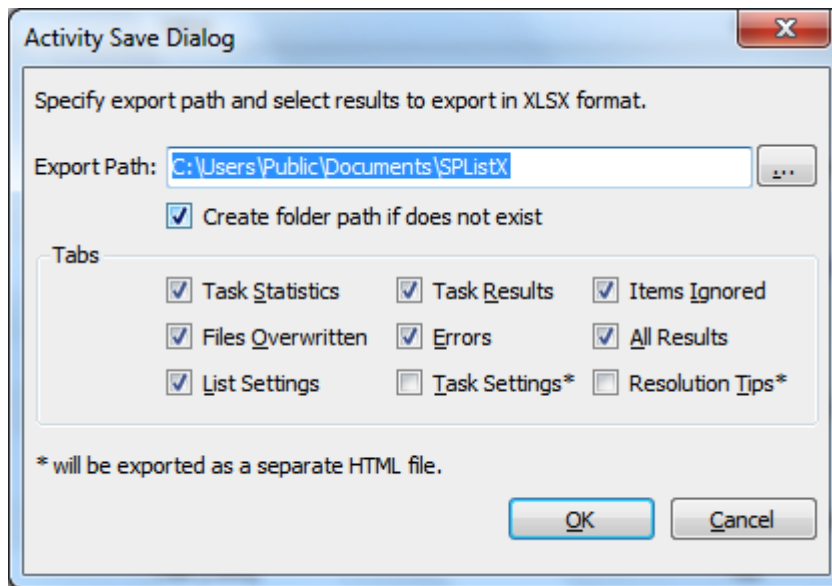 Activity Save Dialog
Specify export path and select results to export in XLSX format.
Export Path: C:\Users\Public\Documents\SPListX ...
Create folder path if does not exist
Tabs
Task Statistics Task Results Items Ignored
Files Overwritten Errors All Results
List Settings Task Settings* Resolution Tips*
* will be exported as a separate HTML file.
OK Cancel